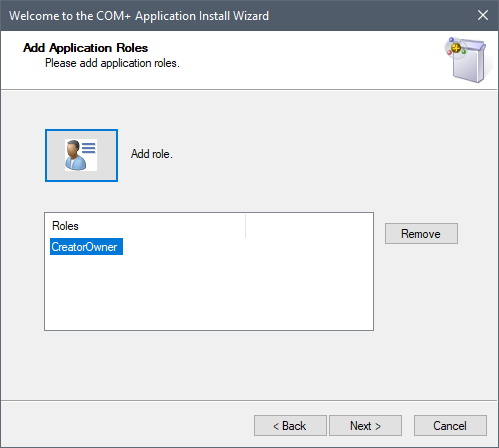 Welcome to the COM+ Application Install Wizard
Add Application Roles
Please add application roles.
Add role.
Roles
CreatorOwner
Remove
< Back
Next >
Cancel